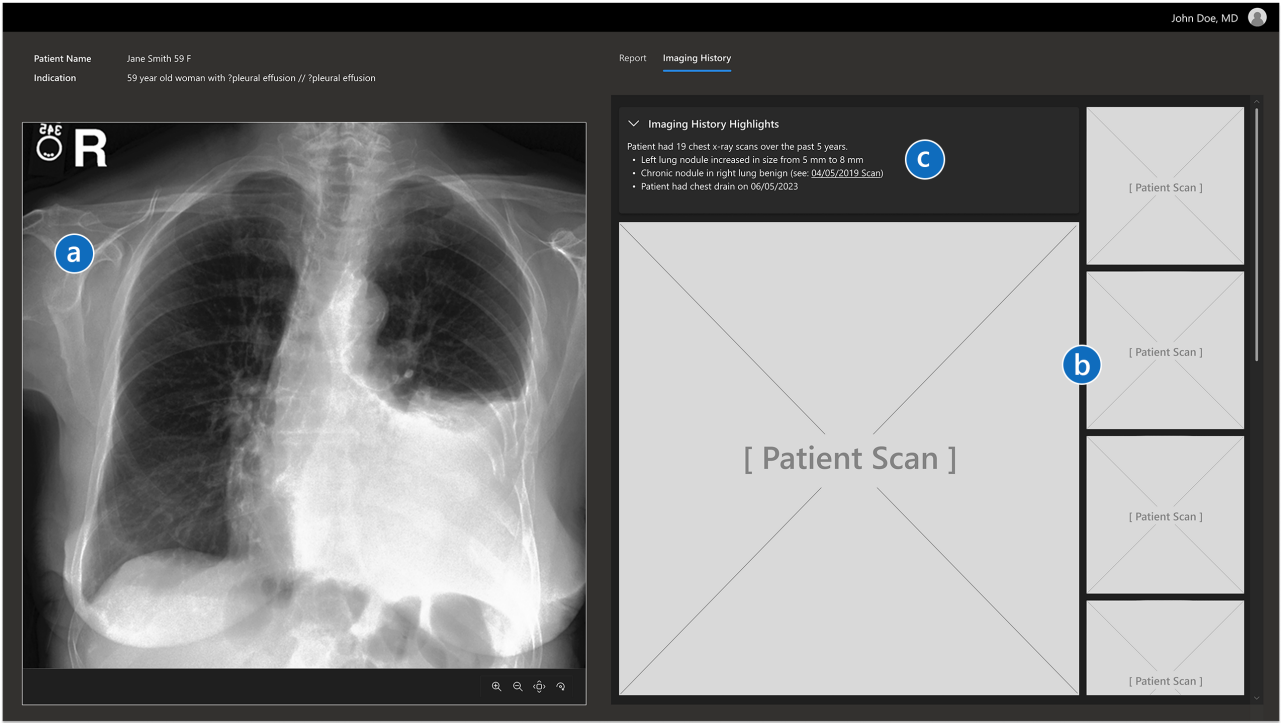 John Doe, MD
Patient Name Jane Smith 59 F
Indication 59 year old woman with ?pleural effusion // ?pleural effusion
Report Imaging History
345
R
a
Imaging History Highlights
Patient had 19 chest x-ray scans over the past 5 years.
• Left lung nodule increased in size from 5 mm to 8 mm
• Chronic nodule in right lung benign (see: 04/05/2019 Scan)
• Patient had chest drain on 06/05/2023
c
[ Patient Scan ]
b
[ Patient Scan ]
[ Patient Scan ]
[ Patient Scan ]
[ Patient Scan ]